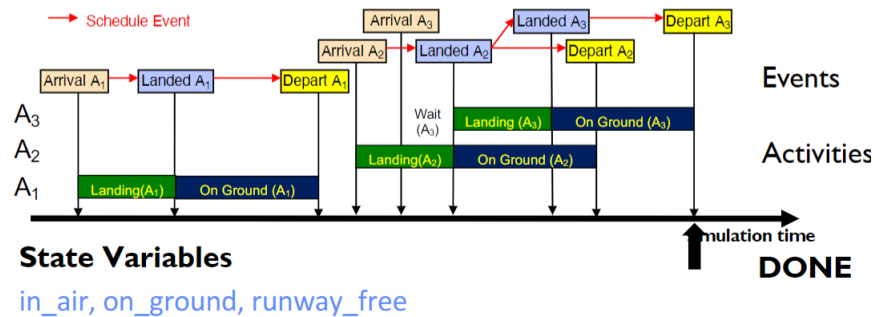 Schedule Event
Arrival A3
Landed A3
Depart A3
Arrival A2
Landed A2
Depart A2
Arrival A1
Landed A1
Depart A1
Events
A3
Wait
(A3)
Landing (A3)
On Ground (A3)
A2
Landing(A2)
On Ground (A2)
Activities
A1
Landing(A1)
On Ground (A1)
mulation time
State Variables
DONE
in_air, on_ground, runway_free